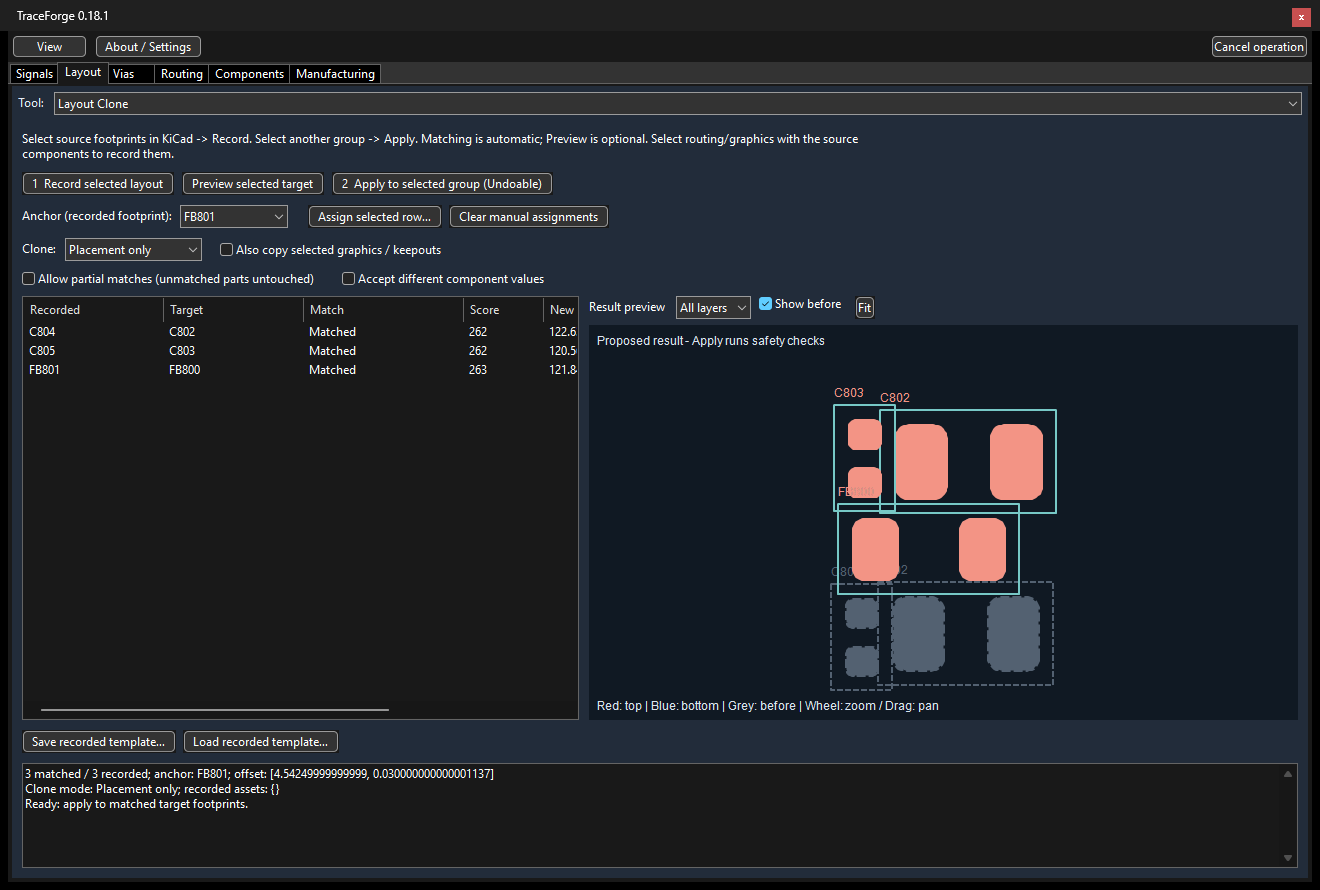 TraceForge 0.18.1
x
View
About / Settings
Cancel operation
Signals
Layout
Vias
Routing
Components
Manufacturing
Tool:
Layout Clone
Select source footprints in KiCad -> Record. Select another group -> Apply. Matching is automatic; Preview is optional. Select routing/graphics with the source
components to record them.
1 Record selected layout
Preview selected target
2 Apply to selected group (Undoable)
Anchor (recorded footprint):
FB801
Assign selected row...
Clear manual assignments
Clone:
Placement only
Also copy selected graphics / keepouts
Allow partial matches (unmatched parts untouched)
Accept different component values
Recorded Target Match Score New
C804 C802 Matched 262 122.6
C805 C803 Matched 262 120.5
FB801 FB800 Matched 263 121.8
Result preview
All layers
Show before
Fit
Proposed result - Apply runs safety checks
C803
C802
Red: top | Blue: bottom | Grey: before | Wheel: zoom / Drag: pan
Save recorded template...
Load recorded template...
3 matched / 3 recorded; anchor: FB801; offset: [4.54249999999999, 0.030000000000001137]
Clone mode: Placement only; recorded assets: {}
Ready: apply to matched target footprints.